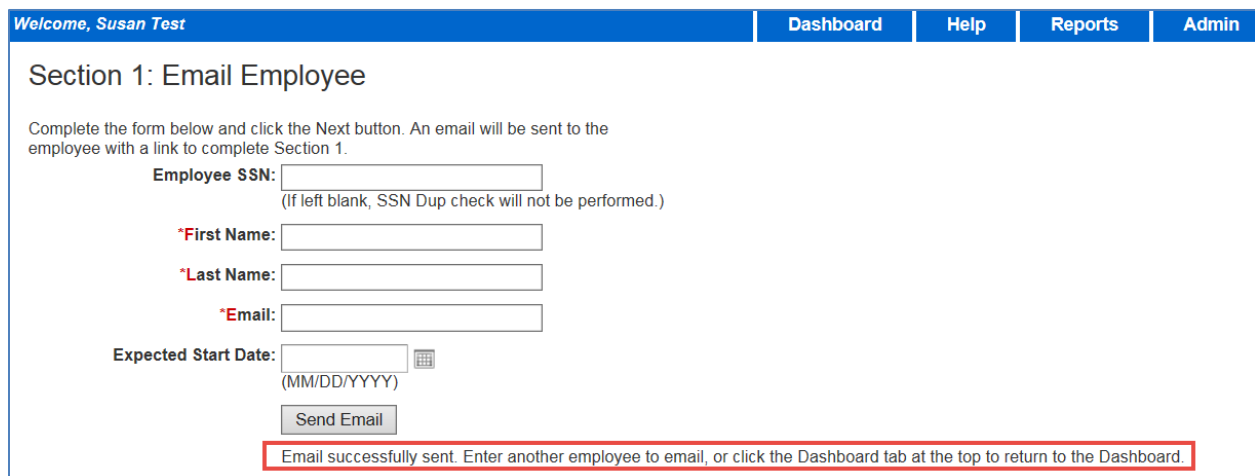 Welcome, Susan Test Dashboard Help Reports Admin
Section 1: Email Employee
Complete the form below and click the Next button. An email will be sent to the
employee with a link to complete Section 1.
Employee SSN:
(If left blank, SSN Dup check will not be performed.)
*First Name:
*Last Name:
*Email:
Expected Start Date:
(MM/DD/YYYY)
Send Email
Email successfully sent. Enter another employee to email, or click the Dashboard tab at the top to return to the Dashboard.